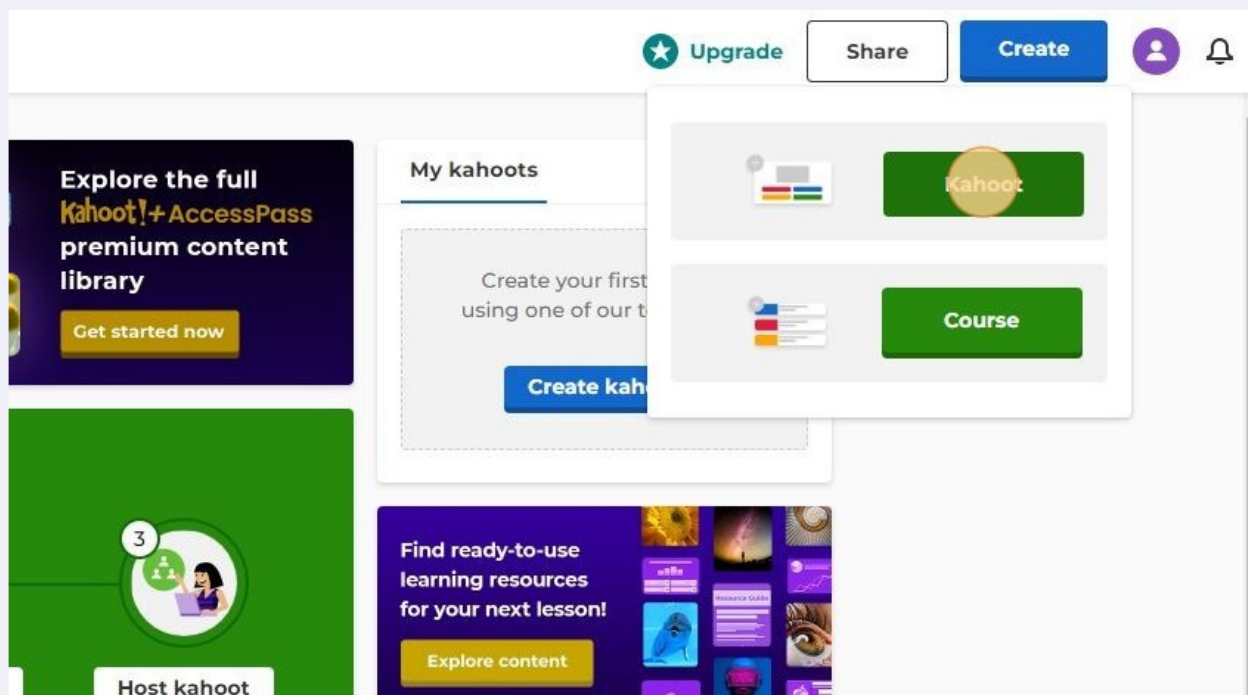 Upgrade
Share
Create
Explore the full
Kahoot!+ AccessPass
premium content
library
Get started now
My kahoots
Create your first
using one of our t
Create kah
Kahoot
Course
3
Host kahoot
Find ready-to-use
learning resources
for your next lesson!
Explore content
Resource Guide